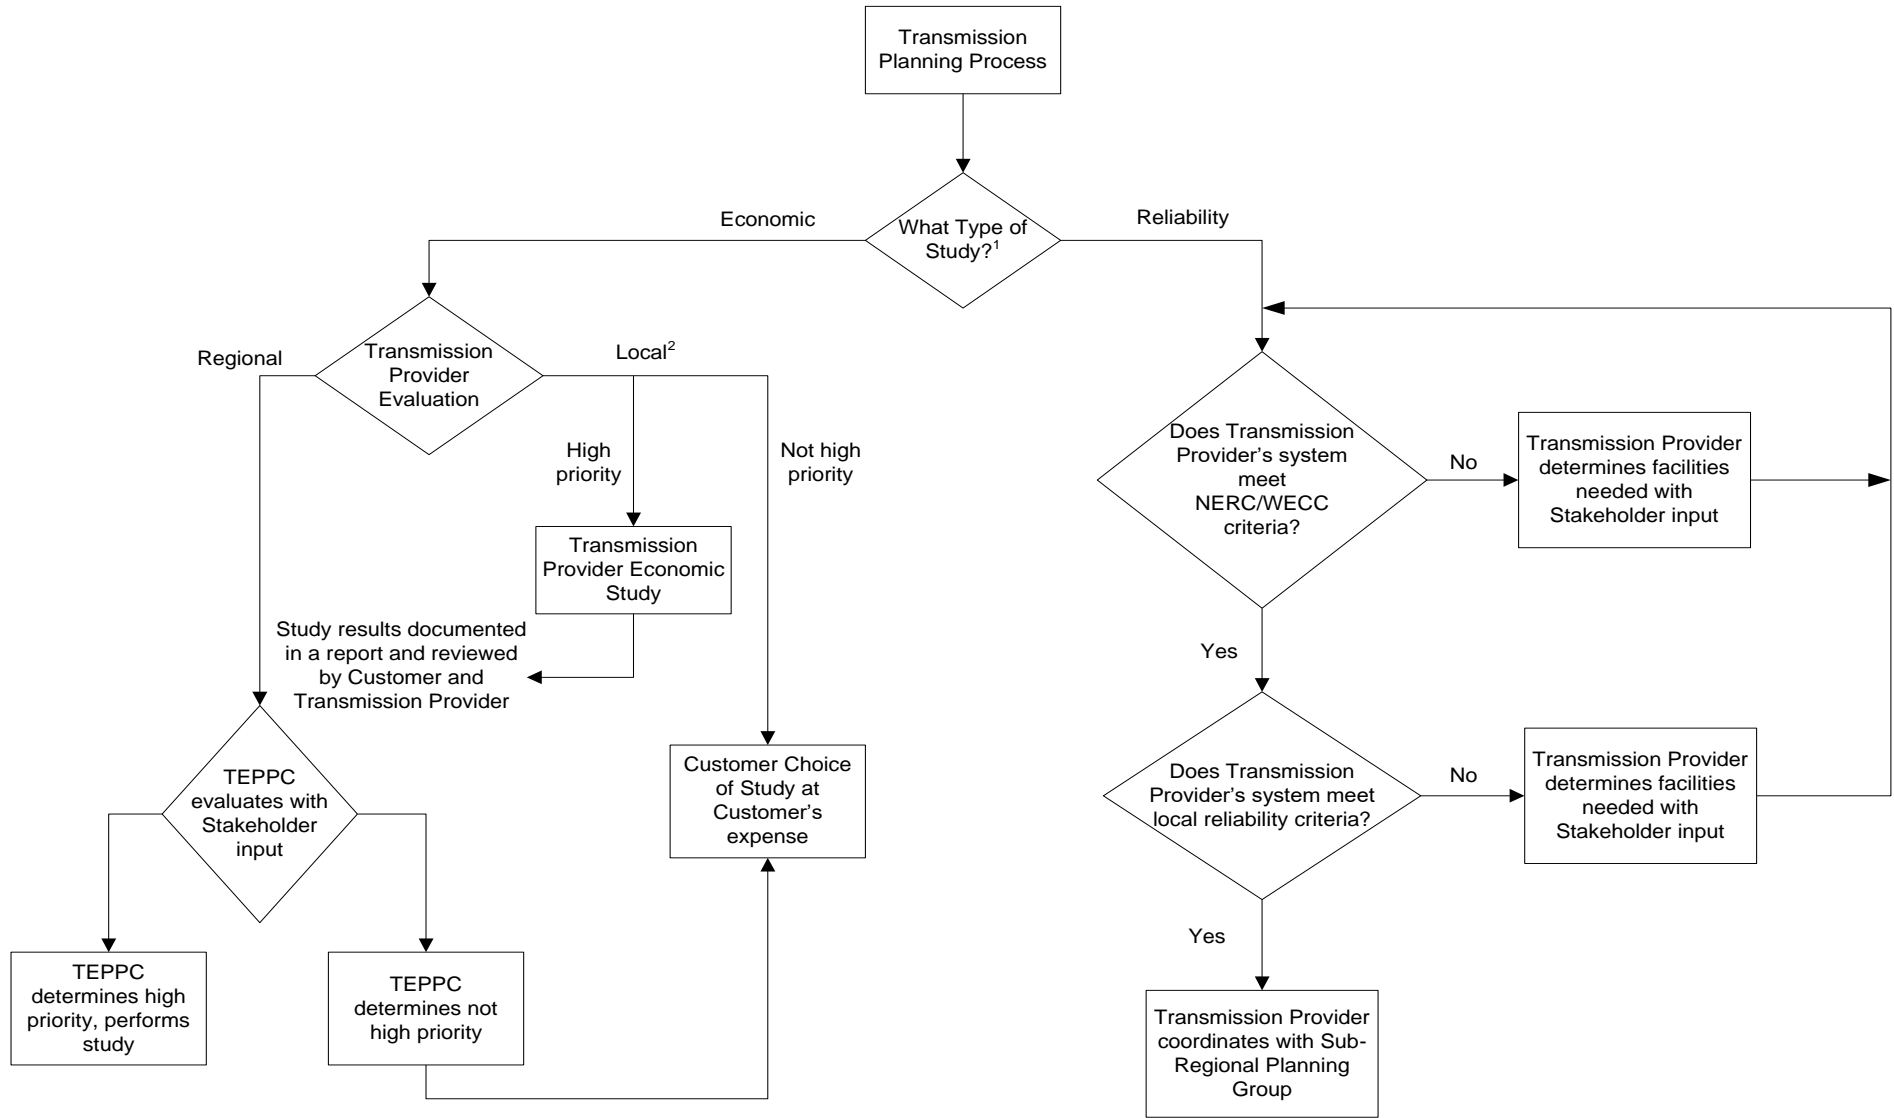 Transmission
Planning Process
What Type of
Study?1
Economic
Reliability
Transmission
Provider
Evaluation
Regional
Local2
High
priority
Not high
priority
Transmission
Provider Economic
Study
Study results documented
in a report and reviewed
by Customer and
Transmission Provider
TEPPC
evaluates with
Stakeholder
input
Customer Choice
of Study at
Customer's
expense
TEPPC
determines high
priority, performs
study
TEPPC
determines not
high priority
Does Transmission
Provider's system
meet
NERC/WECC
criteria?
No
Transmission Provider
determines facilities
needed with
Stakeholder input
Yes
Does Transmission
Provider's system meet
local reliability criteria?
No
Transmission Provider
determines facilities
needed with
Stakeholder input
Yes
Transmission Provider
coordinates with Sub-
Regional Planning
Group